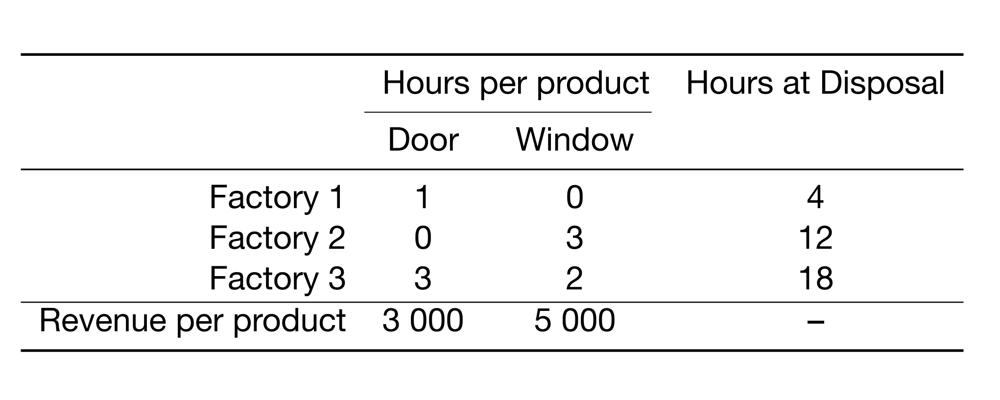 Hours per product Hours at Disposal
Door Window
Factory 1 1 0 4
Factory 2 0 3 12
Factory 3 3 2 18
Revenue per product 3 000 5 000 –